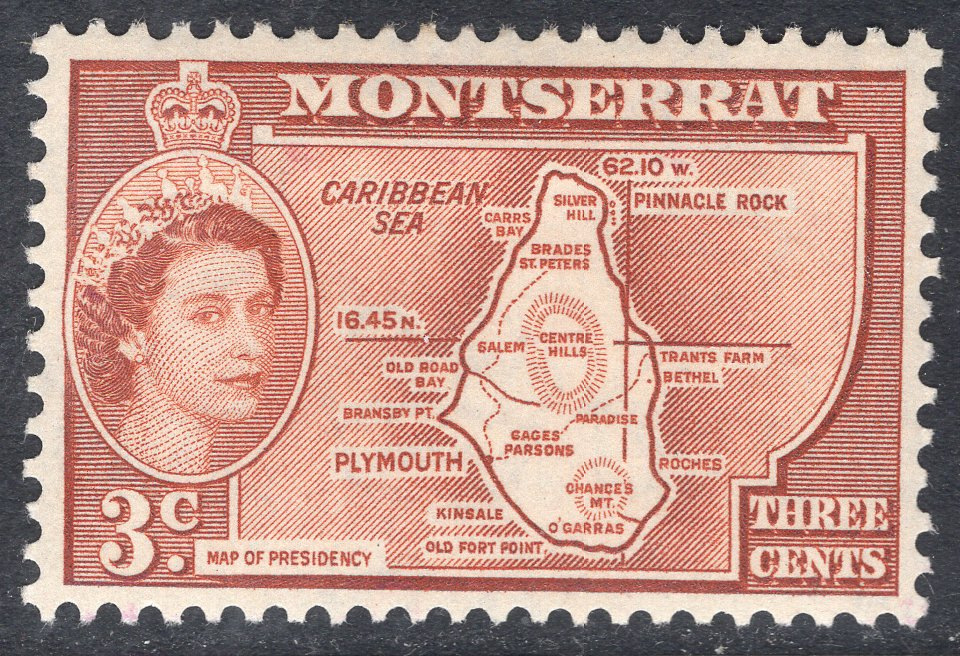 MONTSERRAT
62.10 W.
CARIBBEAN
SEA
PINNACLE ROCK
SILVER
HILL
CARRS
BAY
BRADES
ST. PETERS
16.45 N.
SALEM
CENTRE
HILLS
TRANTS FARM
BETHEL
OLD ROAD
BAY
BRANSBY PT.
PARADISE
GAGES
PARSONS
PLYMOUTH
ROCHES
CHANCE'S
MT.
KINSALE
O'GARRAS
OLD FORT POINT
3c.
MAP OF PRESIDENCY
THREE
CENTS